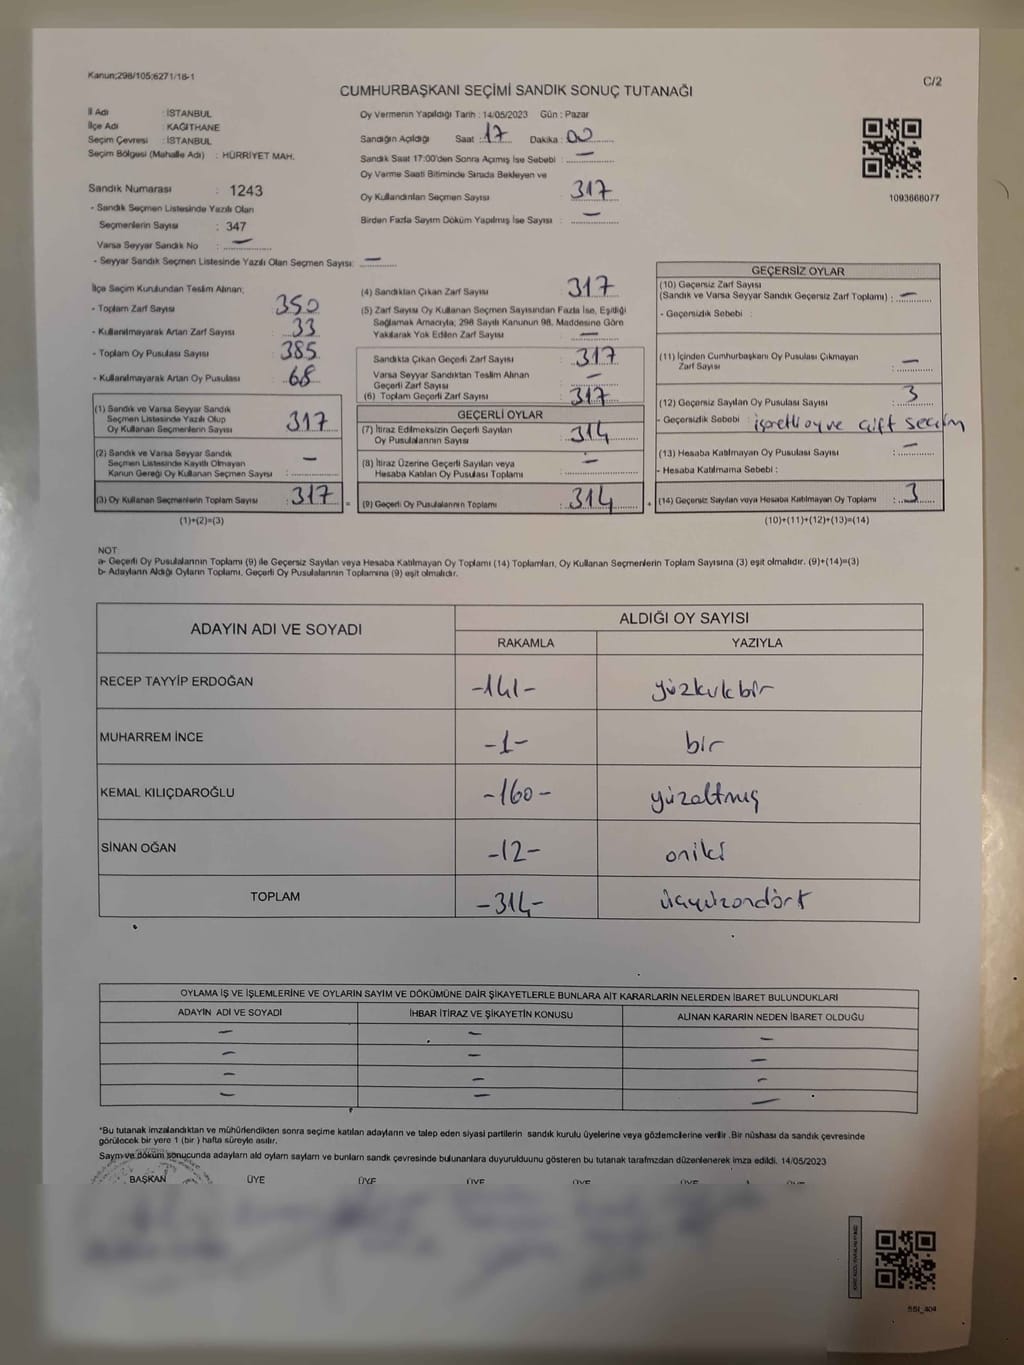 Kanun;298/105;6271/18-1
C/2
CUMHURBAŞKANI SEÇİMİ SANDIK SONUÇ TUTANAĞI
İl Adı : İSTANBUL
İlçe Adı : KAĞITHANE
Seçim Çevresi : İSTANBUL
Seçim Bölgesi (Mahalle Adı) : HÜRRİYET MAH.
Sandık Numarası : 1243
- Sandık Seçmen Listesinde Yazılı Olan
Seçmenlerin Sayısı : 347
Varsa Seyyar Sandık No : —
- Seyyar Sandık Seçmen Listesinde Yazılı Olan Seçmen Sayısı: —
Oy Vermenin Yapıldığı Tarih : 14/05/2023 Gün : Pazar
Sandığın Açıldığı Saat : 17 Dakika : 00
Sandık Saat 17:00'den Sonra Açımış İse Sebebi : —
Oy Verme Saati Bitiminde Sırada Bekleyen ve
Oy Kullandırılan Seçmen Sayısı : 317
Birden Fazla Sayım Döküm Yapılmış İse Sayısı : —
1093668077
İlçe Seçim Kurulundan Teslim Alınan;
- Toplam Zarf Sayısı : 350
- Kullanılmayarak Artan Zarf Sayısı : 33
- Toplam Oy Pusulası Sayısı : 385
- Kullanılmayarak Artan Oy Pusulası : 68
(1) Sandık ve Varsa Seyyar Sandık
Seçmen Listesinde Yazılı Olup
Oy Kullanan Seçmenlerin Sayısı : 317
(2) Sandık ve Varsa Seyyar Sandık
Seçmen Listesinde Kayıtlı Olmayan
Kanun Gereği Oy Kullanan Seçmen Sayısı : —
(3) Oy Kullanan Seçmenlerin Toplam Sayısı : 317
(1)+(2)=(3)
(4) Sandıktan Çıkan Zarf Sayısı : 317
(5) Zarf Sayısı Oy Kullanan Seçmen Sayısından Fazla İse, Eşitliği
Sağlamak Amacıyla; 298 Sayılı Kanunun 98. Maddesine Göre
Yakılarak Yok Edilen Zarf Sayısı : —
Sandıkta Çıkan Geçerli Zarf Sayısı : 317
Varsa Seyyar Sandıktan Teslim Alınan
Geçerli Zarf Sayısı : —
(6) Toplam Geçerli Zarf Sayısı : 317
GEÇERLİ OYLAR
(7) İtiraz Edilmeksizin Geçerli Sayılan
Oy Pusulalarının Sayısı : 314
(8) İtiraz Üzerine Geçerli Sayılan veya
Hesaba Katılan Oy Pusulası Toplamı : —
= (9) Geçerli Oy Pusulalarının Toplamı : 314 +
GEÇERSİZ OYLAR
(10) Geçersiz Zarf Sayısı
(Sandık ve Varsa Seyyar Sandık Geçersiz Zarf Toplamı) : —
- Geçersizlik Sebebi :
(11) İçinden Cumhurbaşkanı Oy Pusulası Çıkmayan
Zarf Sayısı : —
(12) Geçersiz Sayılan Oy Pusulası Sayısı : 3
- Geçersizlik Sebebi : işretli oy ve çift seçim
(13) Hesaba Katılmayan Oy Pusulası Sayısı : —
- Hesaba Katılmama Sebebi :
(14) Geçersiz Sayılan veya Hesaba Katılmayan Oy Toplamı : 3
(10)+(11)+(12)+(13)=(14)
NOT:
a- Geçerli Oy Pusulalarının Toplamı (9) ile Geçersiz Sayılan veya Hesaba Katılmayan Oy Toplamı (14) Toplamları, Oy Kullanan Seçmenlerin Toplam Sayısına (3) eşit olmalıdır. (9)+(14)=(3)
b- Adayların Aldığı Oyların Toplamı, Geçerli Oy Pusulalarının Toplamına (9) eşit olmalıdır.
ADAYIN ADI VE SOYADI ALDIĞI OY SAYISI
RAKAMLA YAZIYLA
RECEP TAYYİP ERDOĞAN -141- yüzkırkbir
MUHARREM İNCE -1- bir
KEMAL KILIÇDAROĞLU -160- yüzaltmış
SİNAN OĞAN -12- oniki
TOPLAM -314- üçyüzondört
OYLAMA İŞ VE İŞLEMLERİNE VE OYLARIN SAYIM VE DÖKÜMÜNE DAİR ŞİKAYETLERLE BUNLARA AİT KARARLARIN NELERDEN İBARET BULUNDUKLARI
ADAYIN ADI VE SOYADI İHBAR İTİRAZ VE ŞİKAYETİN KONUSU ALINAN KARARIN NEDEN İBARET OLDUĞU
— — —
— — —
— — —
— — —
*Bu tutanak imzalandıktan ve mühürlendikten sonra seçime katılan adayların ve talep eden siyasi partilerin sandık kurulu üyelerine veya gözlemcilerine verilir .Bir nüshası da sandık çevresinde
görülecek bir yere 1 (bir ) hafta süreyle asılır.
Sayım ve döküm sonucunda adayların aldı oyların sayların ve bunların sandk çevresinde bulunanlara duyurulduunu gösteren bu tutanak tarafmzdan düzenlenerek imza edildi. 14/05/2023
BAŞKAN ÜYE ÜYE ÜYE ÜYE ÜYE ÜYE
SSI_404